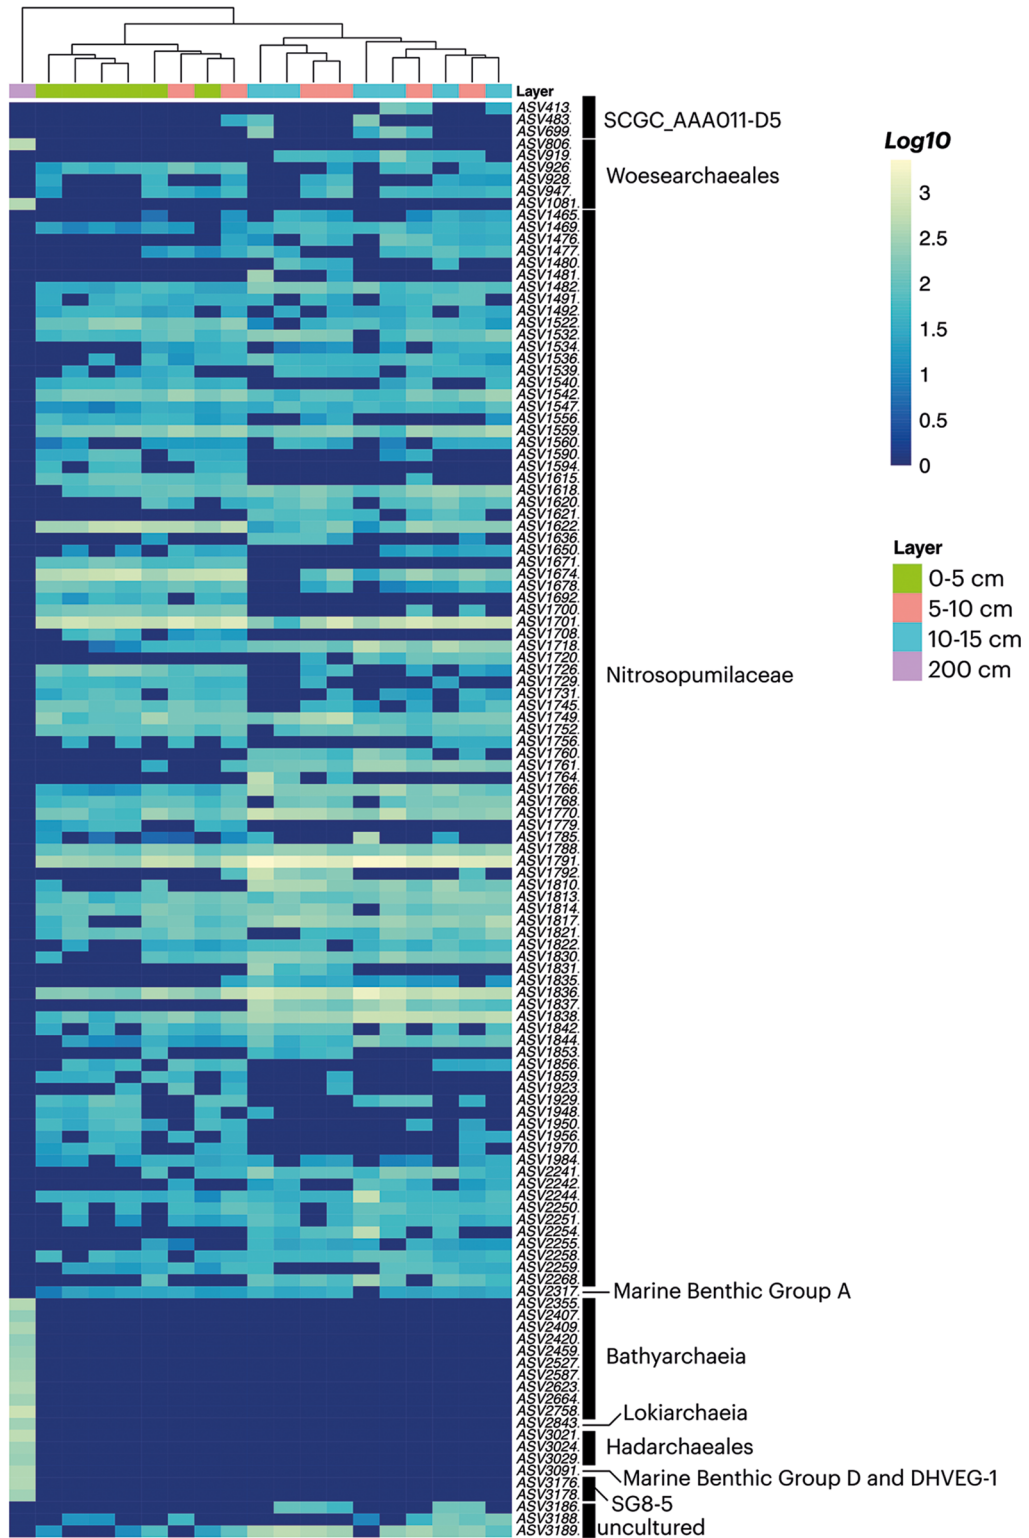 Layer
ASV413.
ASV483.
ASV699.
ASV806.
ASV919.
ASV926.
ASV928.
ASV947.
ASV1081.
ASV1465.
ASV1469.
ASV1476.
ASV1477.
ASV1480.
ASV1481.
ASV1482.
ASV1491.
ASV1492.
ASV1522.
ASV1532.
ASV1534.
ASV1536.
ASV1539.
ASV1540.
ASV1542.
ASV1547.
ASV1556.
ASV1559.
ASV1560.
ASV1590.
ASV1594.
ASV1615.
ASV1618.
ASV1620.
ASV1621.
ASV1622.
ASV1636.
ASV1650.
ASV1671.
ASV1674.
ASV1678.
ASV1692.
ASV1700.
ASV1701.
ASV1708.
ASV1718.
ASV1720.
ASV1726.
ASV1729.
ASV1731.
ASV1745.
ASV1749.
ASV1752.
ASV1756.
ASV1760.
ASV1761.
ASV1764.
ASV1766.
ASV1768.
ASV1770.
ASV1779.
ASV1785.
ASV1788.
ASV1791.
ASV1792.
ASV1810.
ASV1813.
ASV1814.
ASV1817.
ASV1821.
ASV1822.
ASV1830.
ASV1831.
ASV1835.
ASV1836.
ASV1837.
ASV1838.
ASV1842.
ASV1844.
ASV1853.
ASV1856.
ASV1859.
ASV1923.
ASV1929.
ASV1948.
ASV1950.
ASV1956.
ASV1970.
ASV1984.
ASV2241.
ASV2242.
ASV2244.
ASV2250.
ASV2251.
ASV2254.
ASV2255.
ASV2258.
ASV2259.
ASV2268.
ASV2317.
ASV2355.
ASV2407.
ASV2409.
ASV2420.
ASV2459.
ASV2527.
ASV2587.
ASV2623.
ASV2664.
ASV2758.
ASV2843.
ASV3021.
ASV3024.
ASV3029.
ASV3091.
ASV3176.
ASV3178.
ASV3186.
ASV3188.
ASV3189.
SCGC_AAA011-D5
Woesearchaeales
Nitrosopumilaceae
Marine Benthic Group A
Bathyarchaeia
Lokiarchaeia
Hadarchaeales
Marine Benthic Group D and DHVEG-1
SG8-5
uncultured
Log10
3
2.5
2
1.5
1
0.5
0
Layer
0-5 cm
5-10 cm
10-15 cm
200 cm